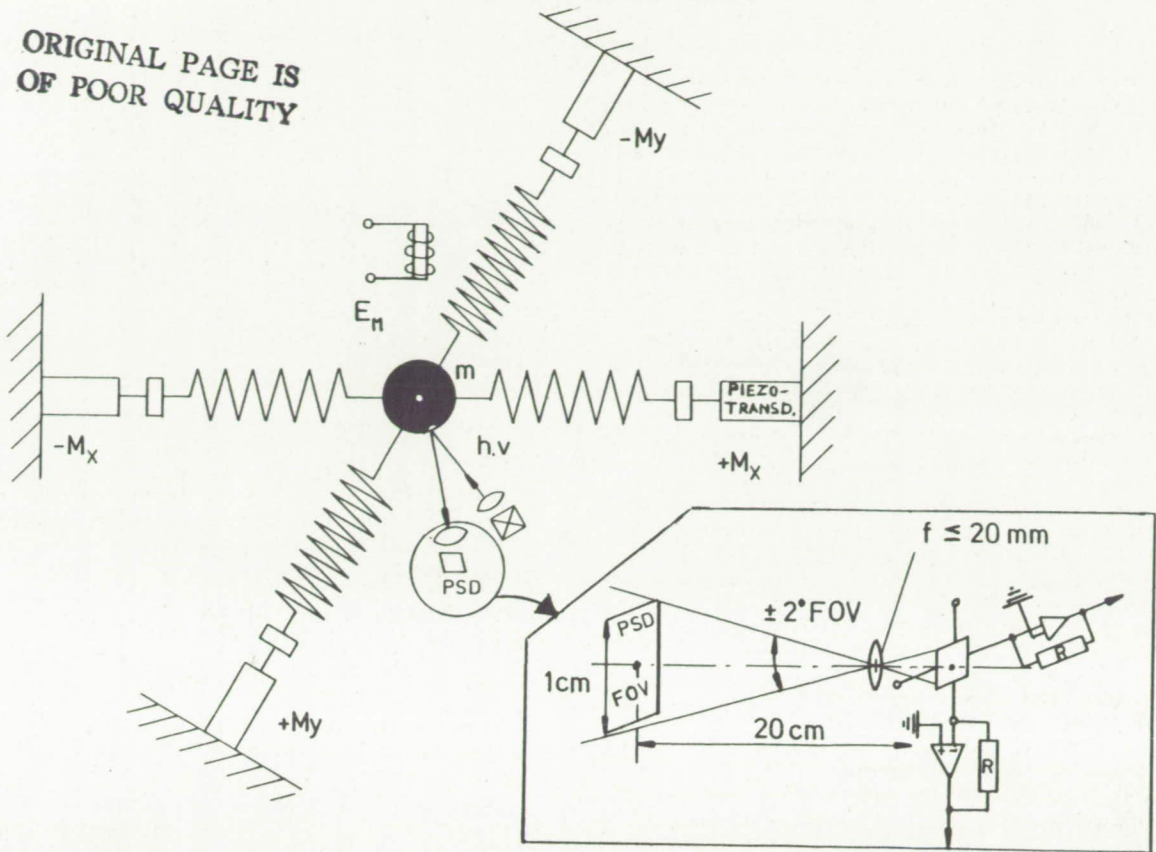 ORIGINAL PAGE IS
OF POOR QUALITY
-My
E_M
m
PIEZO-
TRANSD.
-M_X
h.v
+M_X
PSD
+My
f ≤ 20 mm
± 2° FOV
PSD
FOV
1cm
20 cm
R
+ -
R